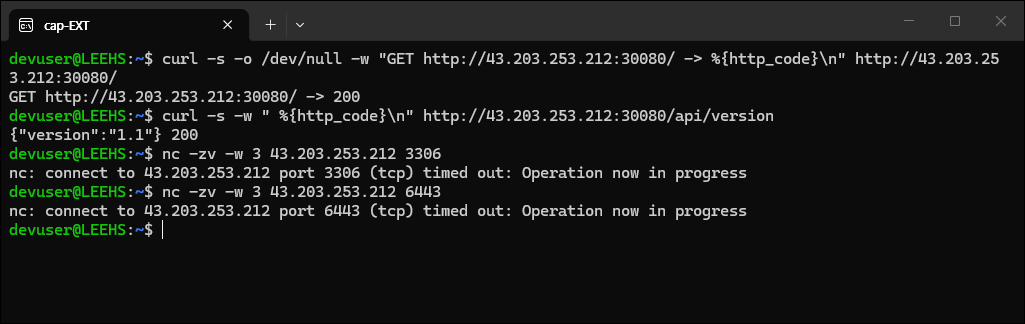 cap-EXT
devuser@LEEHS:~$ curl -s -o /dev/null -w "GET http://43.203.253.212:30080/ -> %{http_code}\n" http://43.203.25
3.212:30080/
GET http://43.203.253.212:30080/ -> 200
devuser@LEEHS:~$ curl -s -w " %{http_code}\n" http://43.203.253.212:30080/api/version
{"version":"1.1"} 200
devuser@LEEHS:~$ nc -zv -w 3 43.203.253.212 3306
nc: connect to 43.203.253.212 port 3306 (tcp) timed out: Operation now in progress
devuser@LEEHS:~$ nc -zv -w 3 43.203.253.212 6443
nc: connect to 43.203.253.212 port 6443 (tcp) timed out: Operation now in progress
devuser@LEEHS:~$